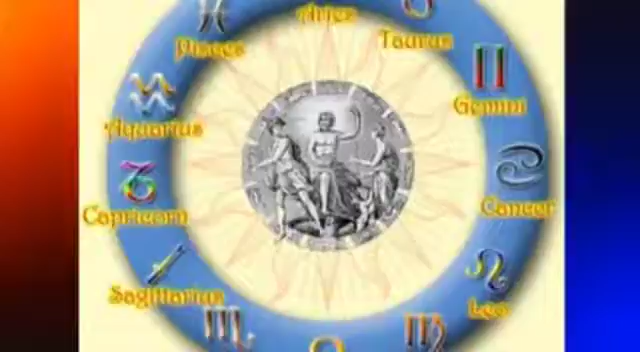 Aries
Taurus
Pisces
Gemini
Aquarius
Cancer
Capricorn
Sagittarius
Leo